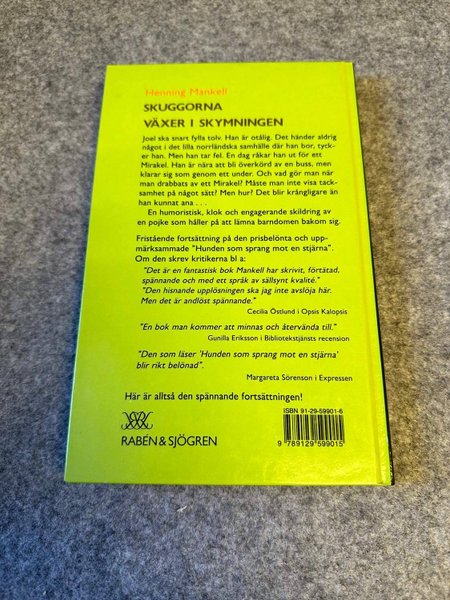 Henning Mankell
SKUGGORNA
VÄXER I SKYMNINGEN
Joel ska snart fylla tolv. Han är otålig. Det händer aldrig
något i det lilla norrländska samhälle där han bor, tyck-
er han. Men han tar fel. En dag råkar han ut för ett
Mirakel. Han är nära att bli överkörd av en buss, men
klarar sig som genom ett under. Och vad gör man när
man drabbats av ett Mirakel? Måste man inte visa tack-
samhet på något sätt? Men hur? Det blir krångligare än
han kunnat ana . . .
En humoristisk, klok och engagerande skildring av
en pojke som håller på att lämna barndomen bakom sig.
Fristående fortsättning på den prisbelönta och upp-
märksammade "Hunden som sprang mot en stjärna".
Om den skrev kritikerna bl a:
"Det är en fantastisk bok Mankell har skrivit, förtätad,
spännande och med ett språk av sällsynt kvalité."
"Den hisnande upplösningen ska jag inte avslöja här.
Men det är andlöst spännande."
Cecilia Östlund i Opsis Kalopsis
"En bok man kommer att minnas och återvända till."
Gunilla Eriksson i Bibliotekstjänsts recension
"Den som läser 'Hunden som sprang mot en stjärna'
blir rikt belönad".
Margareta Sörenson i Expressen
Här är alltså den spännande fortsättningen!
ISBN 91-29-59901-6
9 789129 599015
RABÉN & SJÖGREN